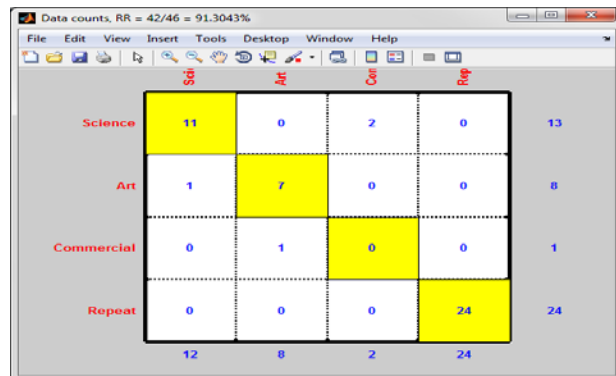 Data counts, RR = 42/46 = 91.3043%
File Edit View Insert Tools Desktop Window Help
Sci Art Con Rep
Science 11 0 2 0 13
Art 1 7 0 0 8
Commercial 0 1 0 0 1
Repeat 0 0 0 24 24
12 8 2 24